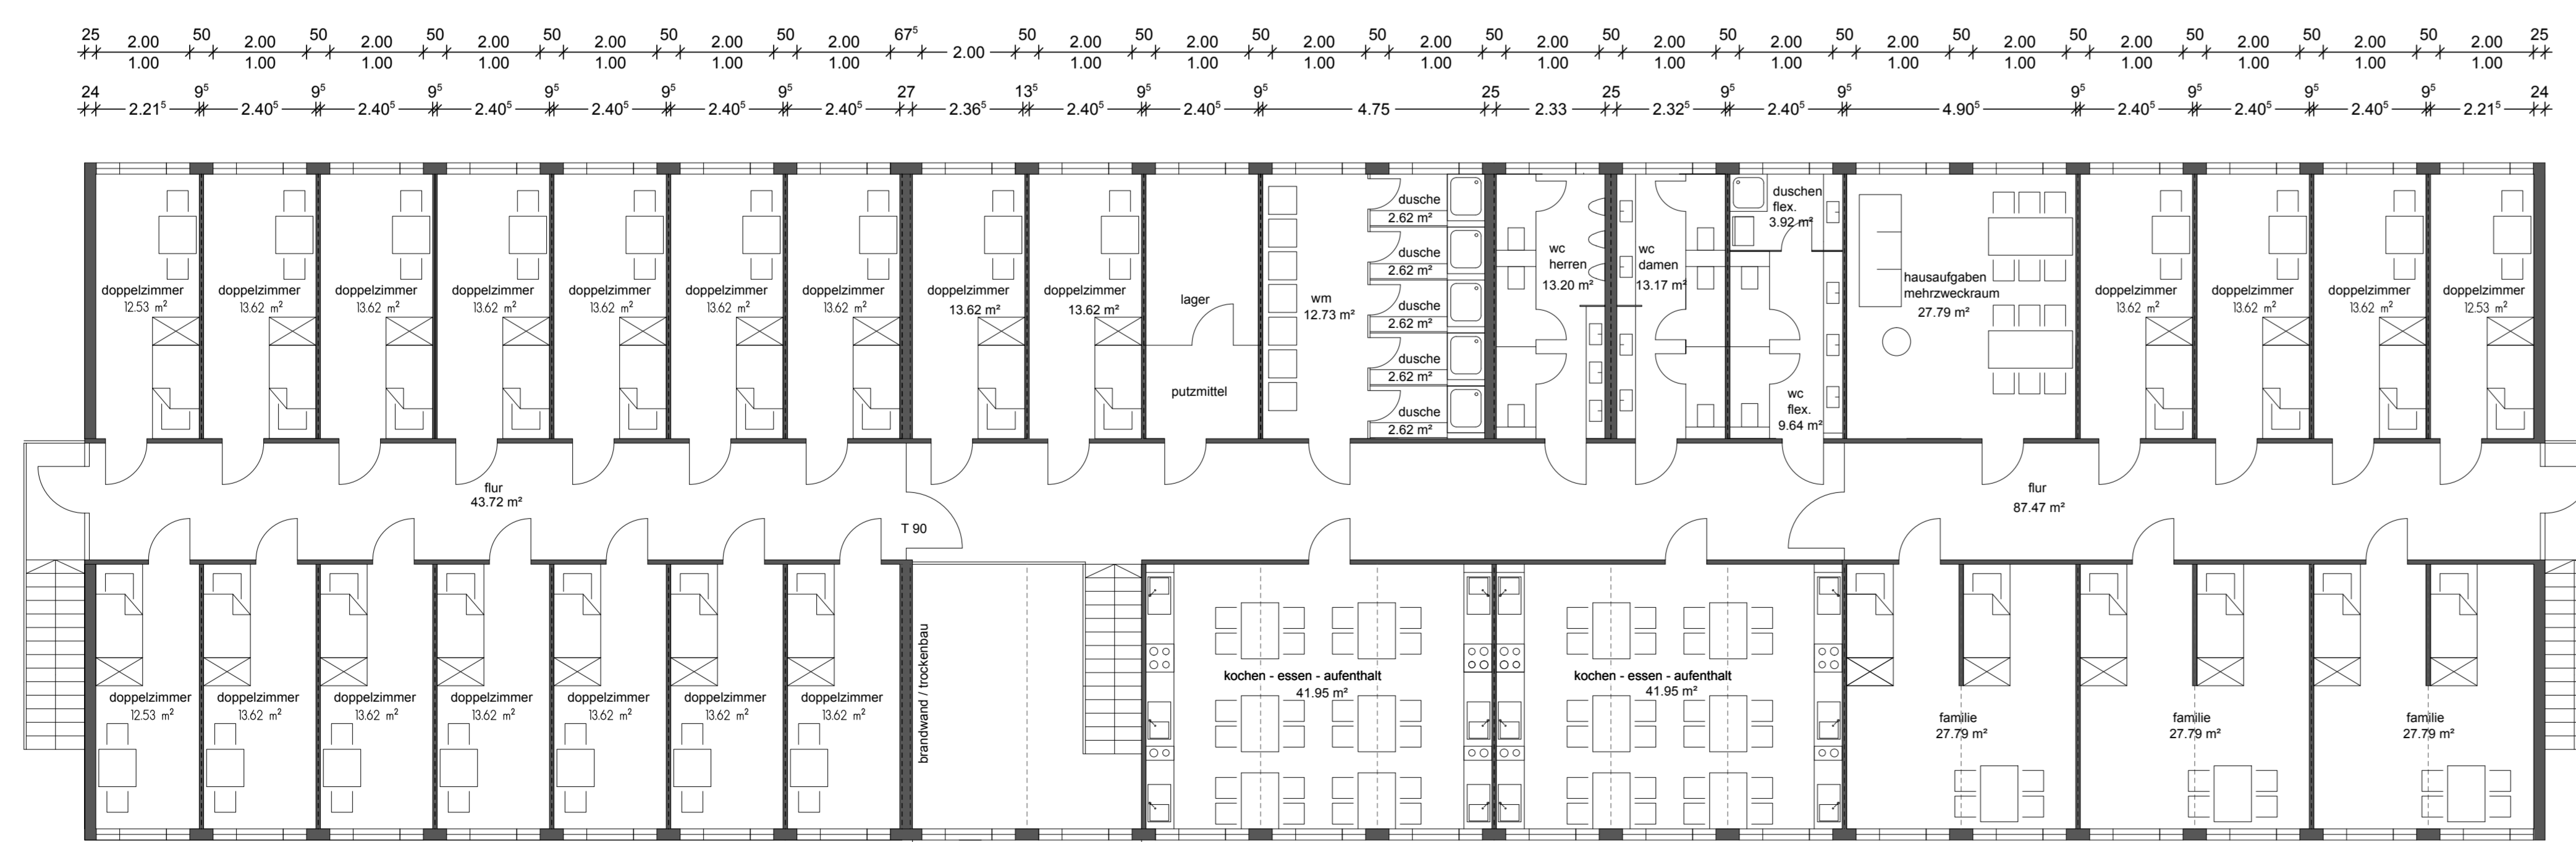 25 50 50 50 50 50 50 67⁵ 50 50 50 50 50 50 50 50 50 50 50 50 50 25
2.00 2.00 2.00 2.00 2.00 2.00 2.00 2.00 2.00 2.00 2.00 2.00 2.00 2.00 2.00 2.00 2.00 2.00 2.00 2.00 2.00
1.00 1.00 1.00 1.00 1.00 1.00 1.00 1.00 1.00 1.00 1.00 1.00 1.00 1.00 1.00 1.00 1.00 1.00 1.00 1.00
24 9⁵ 9⁵ 9⁵ 9⁵ 9⁵ 9⁵ 27 13⁵ 9⁵ 9⁵ 25 25 9⁵ 9⁵ 9⁵ 9⁵ 9⁵ 9⁵ 24
2.21⁵ 2.40⁵ 2.40⁵ 2.40⁵ 2.40⁵ 2.40⁵ 2.40⁵ 2.36⁵ 2.40⁵ 2.40⁵ 4.75 2.33 2.32⁵ 2.40⁵ 4.90⁵ 2.40⁵ 2.40⁵ 2.40⁵ 2.21⁵
doppelzimmer
12.53 m²
doppelzimmer
13.62 m²
doppelzimmer
13.62 m²
doppelzimmer
13.62 m²
doppelzimmer
13.62 m²
doppelzimmer
13.62 m²
doppelzimmer
13.62 m²
doppelzimmer
13.62 m²
doppelzimmer
13.62 m²
lager
putzmittel
wm
12.73 m²
dusche
2.62 m²
dusche
2.62 m²
dusche
2.62 m²
dusche
2.62 m²
dusche
2.62 m²
wc
herren
13.20 m²
wc
damen
13.17 m²
duschen
flex.
3.92 m²
wc
flex.
9.64 m²
hausaufgaben
mehrzweckraum
27.79 m²
doppelzimmer
13.62 m²
doppelzimmer
13.62 m²
doppelzimmer
13.62 m²
doppelzimmer
12.53 m²
flur
43.72 m²
T 90
flur
87.47 m²
doppelzimmer
12.53 m²
doppelzimmer
13.62 m²
doppelzimmer
13.62 m²
doppelzimmer
13.62 m²
doppelzimmer
13.62 m²
doppelzimmer
13.62 m²
doppelzimmer
13.62 m²
brandwand / trockenbau
kochen - essen - aufenthalt
41.95 m²
kochen - essen - aufenthalt
41.95 m²
familie
27.79 m²
familie
27.79 m²
familie
27.79 m²